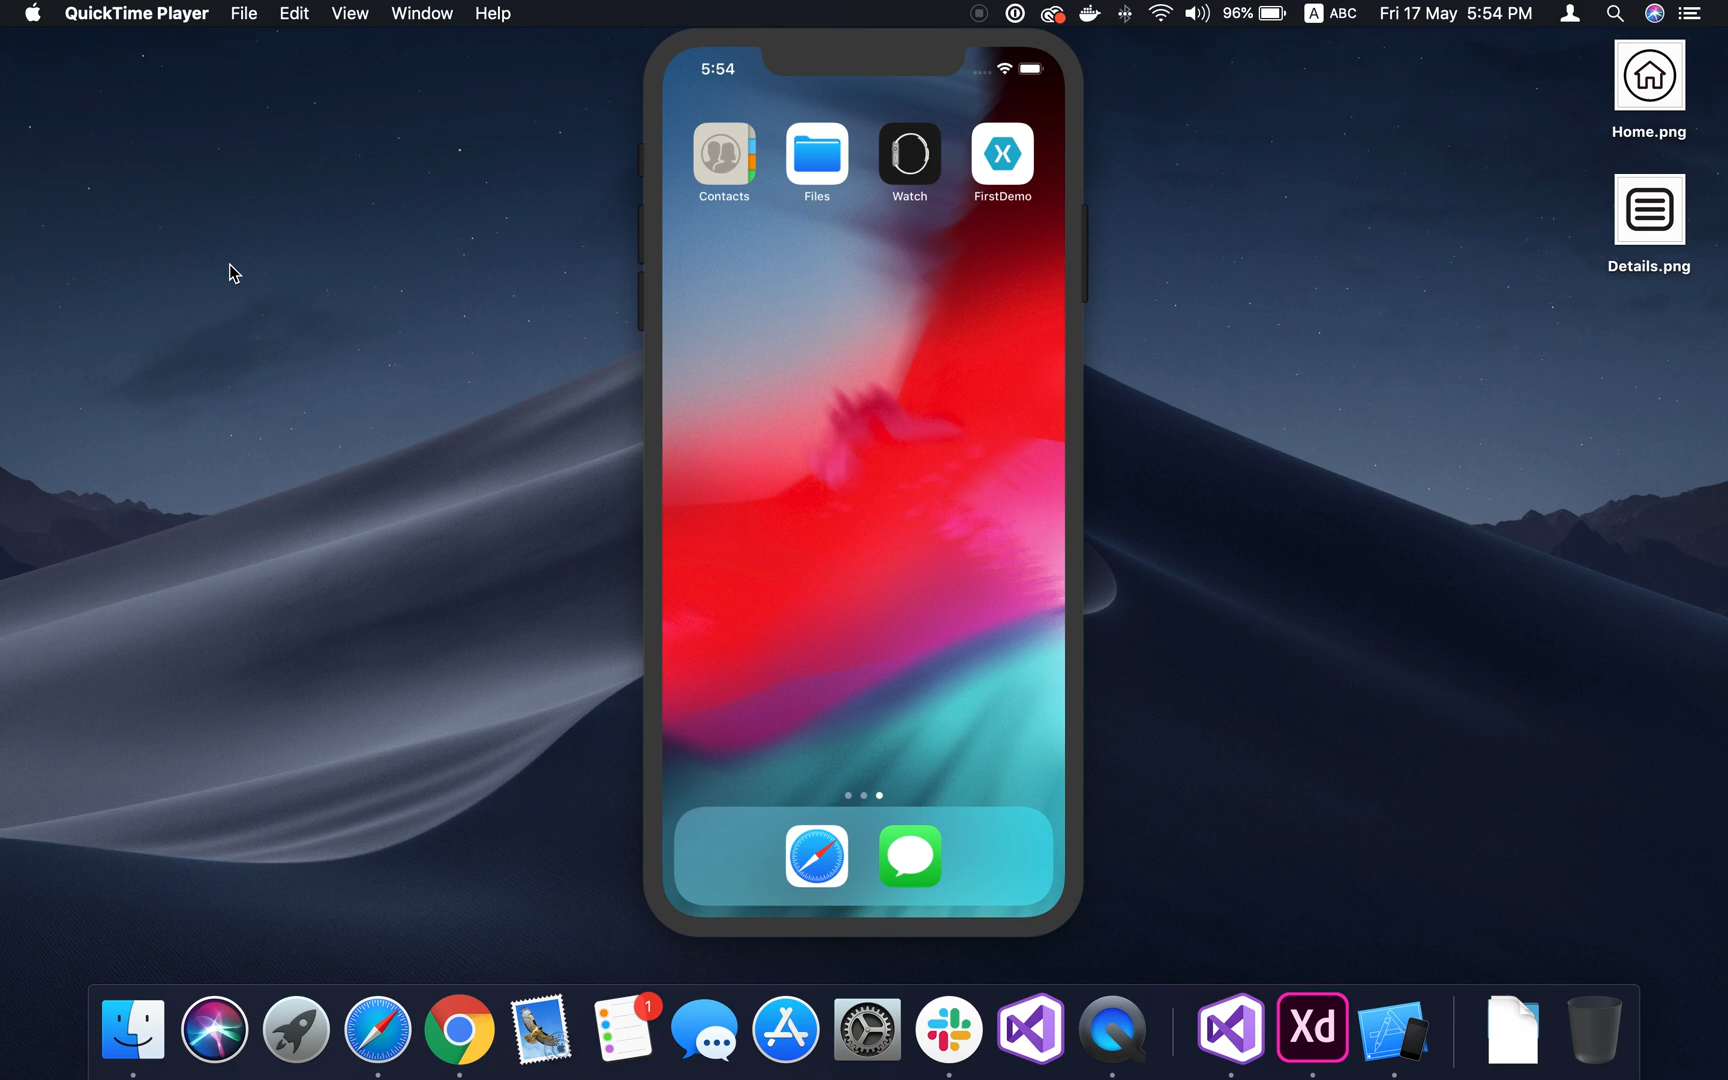 QuickTime Player File Edit View Window Help 96% A ABC Fri 17 May 5:54 PM
Home.png
Details.png
5:54
Contacts Files Watch FirstDemo
1
Xd